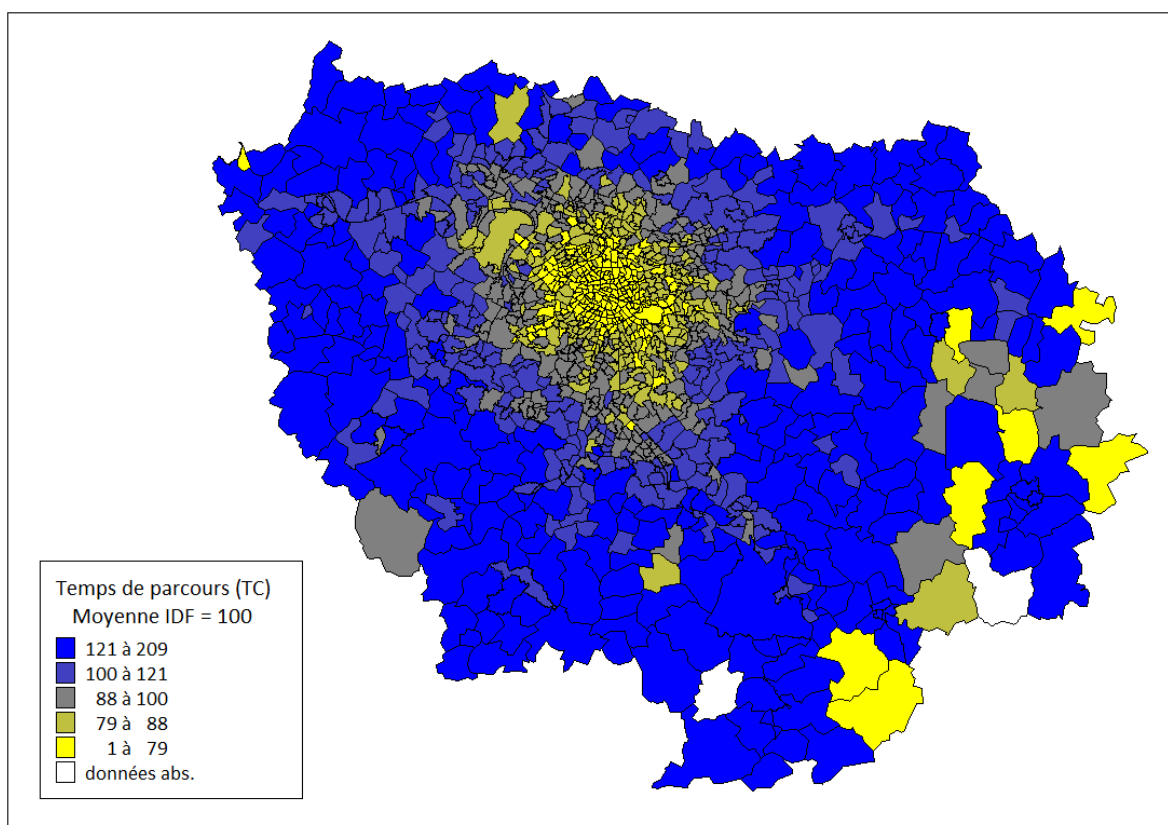 Temps de parcours (TC)
Moyenne IDF = 100
121 à 209
100 à 121
88 à 100
79 à 88
1 à 79
données abs.